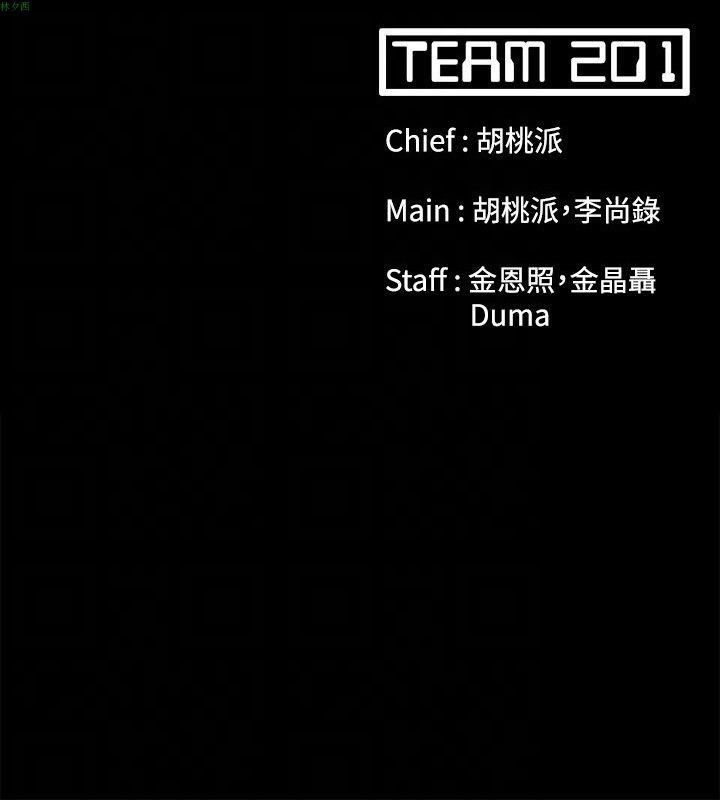 林夕西
TEAM 201
Chief : 胡桃派
Main : 胡桃派,李尚錄
Staff : 金恩照,金晶聶
Duma